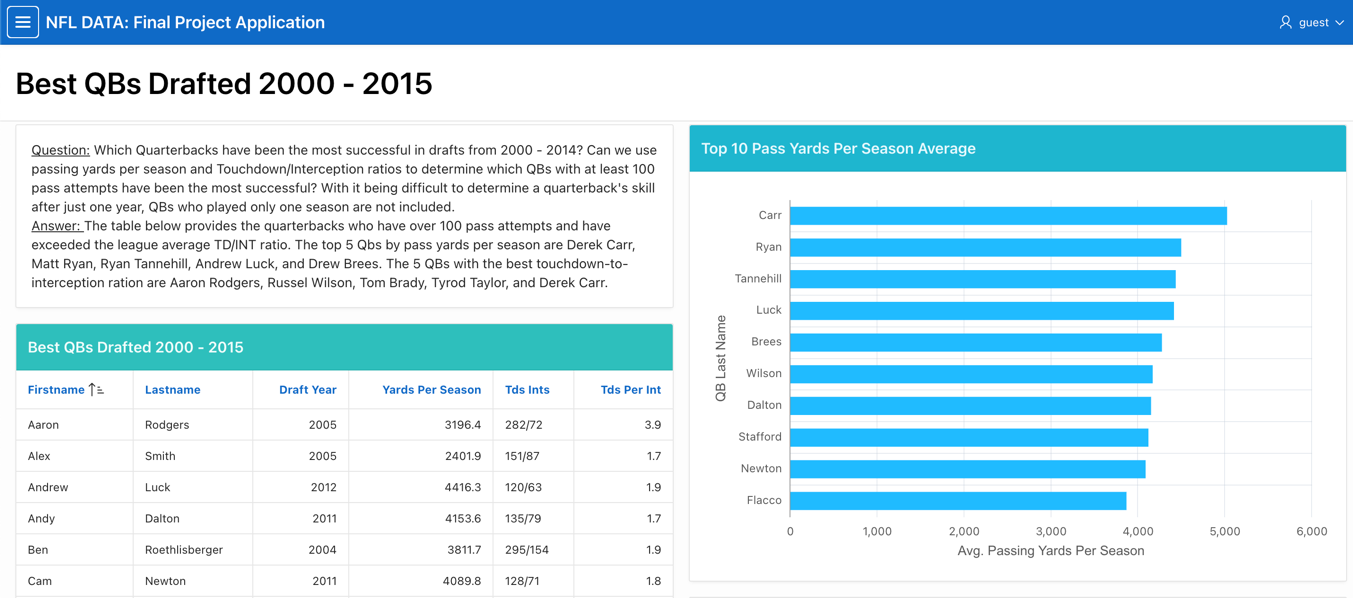 NFL DATA: Final Project Application
guest
Best QBs Drafted 2000 - 2015
Question: Which Quarterbacks have been the most successful in drafts from 2000 - 2014? Can we use
passing yards per season and Touchdown/Interception ratios to determine which QBs with at least 100
pass attempts have been the most successful? With it being difficult to determine a quarterback's skill
after just one year, QBs who played only one season are not included.
Answer: The table below provides the quarterbacks who have over 100 pass attempts and have
exceeded the league average TD/INT ratio. The top 5 Qbs by pass yards per season are Derek Carr,
Matt Ryan, Ryan Tannehill, Andrew Luck, and Drew Brees. The 5 QBs with the best touchdown-to-
interception ration are Aaron Rodgers, Russel Wilson, Tom Brady, Tyrod Taylor, and Derek Carr.
Best QBs Drafted 2000 - 2015
Firstname Lastname Draft Year Yards Per Season Tds Ints Tds Per Int
Aaron Rodgers 2005 3196.4 282/72 3.9
Alex Smith 2005 2401.9 151/87 1.7
Andrew Luck 2012 4416.3 120/63 1.9
Andy Dalton 2011 4153.6 135/79 1.7
Ben Roethlisberger 2004 3811.7 295/154 1.9
Cam Newton 2011 4089.8 128/71 1.8
Top 10 Pass Yards Per Season Average
QB Last Name
Carr
Ryan
Tannehill
Luck
Brees
Wilson
Dalton
Stafford
Newton
Flacco
0 1,000 2,000 3,000 4,000 5,000 6,000
Avg. Passing Yards Per Season